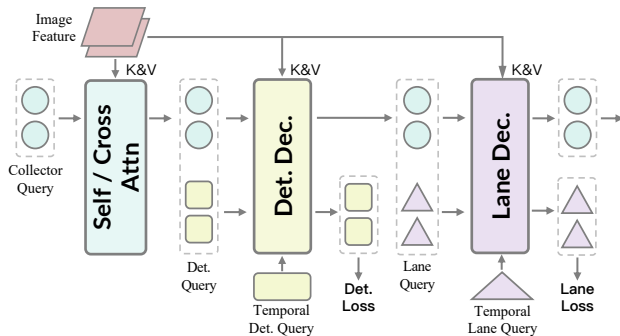 Image
Feature
K&V
K&V
K&V
Collector
Query
Self / Cross
Attn
Det. Dec.
Lane Dec.
Det.
Query
Temporal
Det. Query
Det.
Loss
Lane
Query
Temporal
Lane Query
Lane
Loss